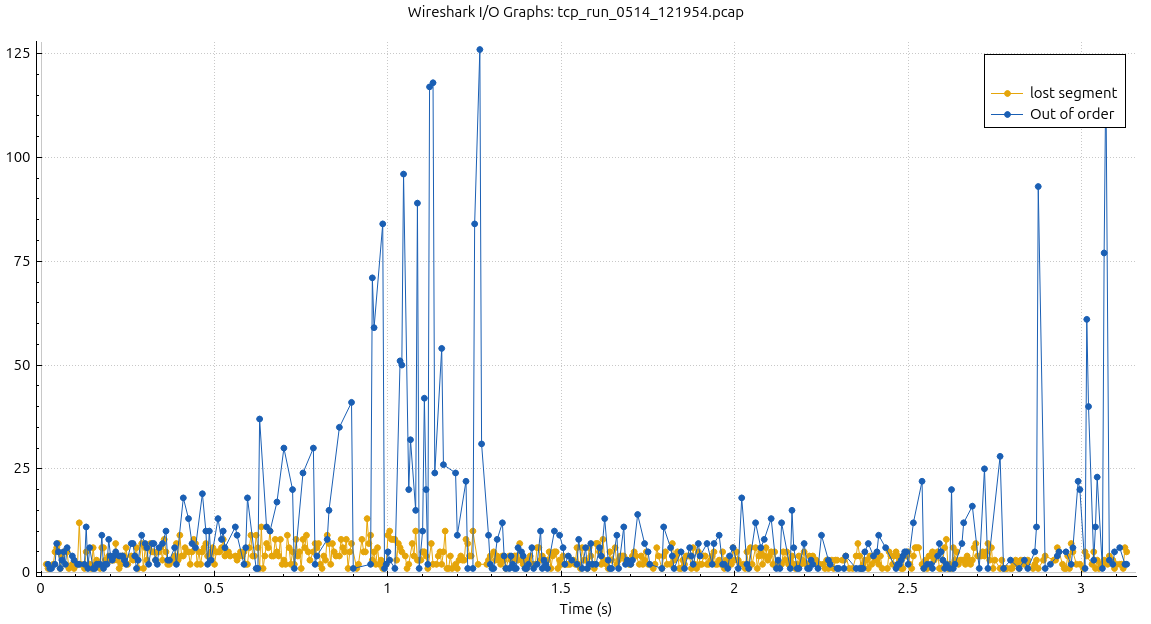 Wireshark I/O Graphs: tcp_run_0514_121954.pcap
125
lost segment
Out of order
100
75
50
25
0
0 0.5 1 1.5 2 2.5 3
Time (s)